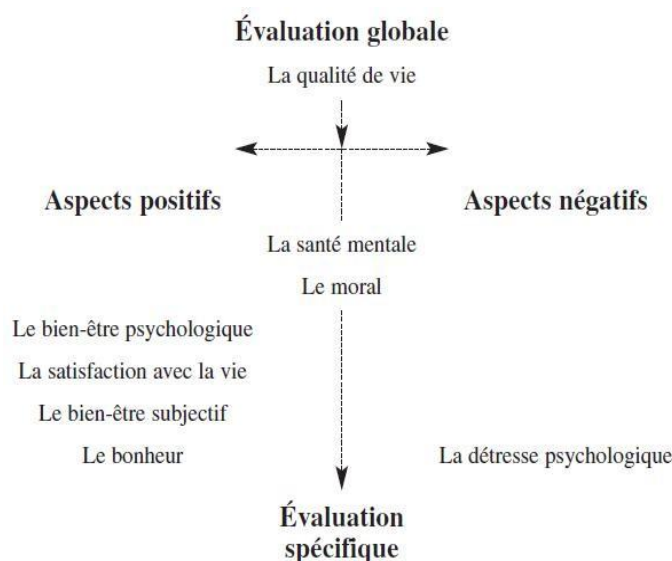 Évaluation globale
La qualité de vie
Aspects positifs
Aspects négatifs
La santé mentale
Le moral
Le bien-être psychologique
La satisfaction avec la vie
Le bien-être subjectif
Le bonheur
La détresse psychologique
Évaluation
spécifique